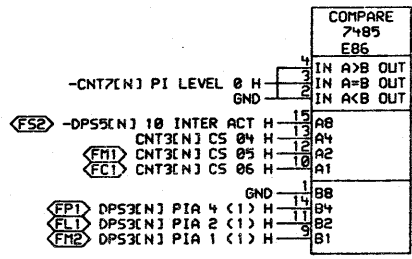 COMPARE
7485
E86
4 IN A>B OUT
-CNT7[N] PI LEVEL 0 H 3 IN A=B OUT
GND 2 IN A<B OUT
FS2 -DPS5[N] 10 INTER ACT H 15 A8
CNT3[N] CS 04 H 13 A4
FM1 CNT3[N] CS 05 H 12 A2
FC1 CNT3[N] CS 06 H 10 A1
GND 1 B8
FP1 DPS3[N] PIA 4 (1) H 14 B4
FL1 DPS3[N] PIA 2 (1) H 11 B2
FM2 DPS3[N] PIA 1 (1) H 9 B1